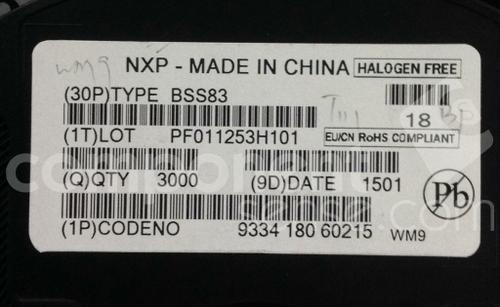 wm9
NXP - MADE IN CHINA HALOGEN FREE
(30P)TYPE BSS83
18
(1T)LOT PF011253H101 EU/CN RoHS COMPLIANT
(Q)QTY 3000 (9D)DATE 1501
Pb
(1P)CODENO 9334 180 60215 WM9